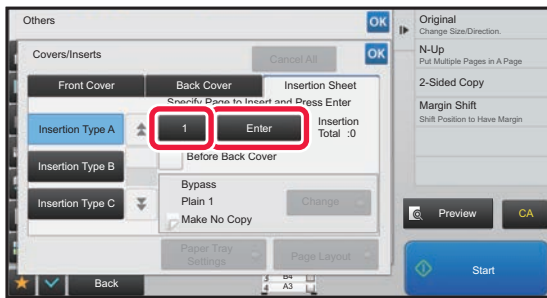 Others
OK
Covers/Inserts
Cancel All
OK
Front Cover
Back Cover
Insertion Sheet
Specify Page to Insert and Press Enter
Insertion Type A
1
Enter
Insertion
Total :0
Before Back Cover
Insertion Type B
Bypass
Plain 1
Change
Insertion Type C
Make No Copy
Paper Tray
Settings
Page Layout
Back
3 B4
4 A3
Original
Change Size/Direction.
N-Up
Put Multiple Pages in A Page
2-Sided Copy
Margin Shift
Shift Position to Have Margin
Preview
CA
Start